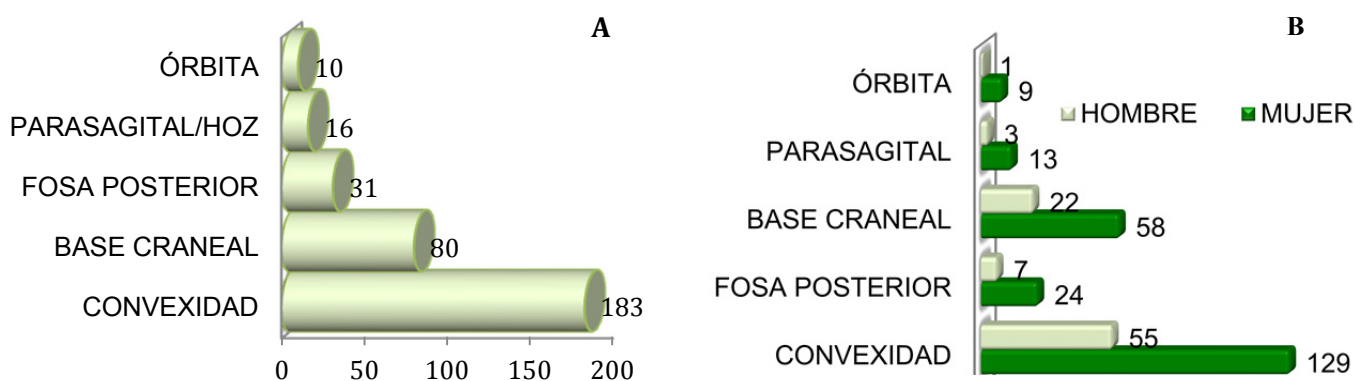 A
ÓRBITA
10
PARASAGITAL/HOZ
16
FOSA POSTERIOR
31
BASE CRANEAL
80
CONVEXIDAD
183
0 50 100 150 200
B
ÓRBITA
1
9
HOMBRE MUJER
PARASAGITAL
3
13
BASE CRANEAL
22
58
FOSA POSTERIOR
7
24
CONVEXIDAD
55
129